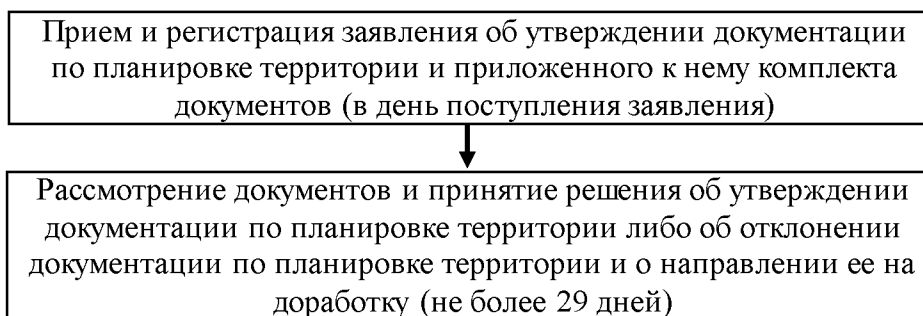 Прием и регистрация заявления об утверждении документации
по планировке территории и приложенного к нему комплекта
документов (в день поступления заявления)
Рассмотрение документов и принятие решения об утверждении
документации по планировке территории либо об отклонении
документации по планировке территории и о направлении ее на
доработку (не более 29 дней)